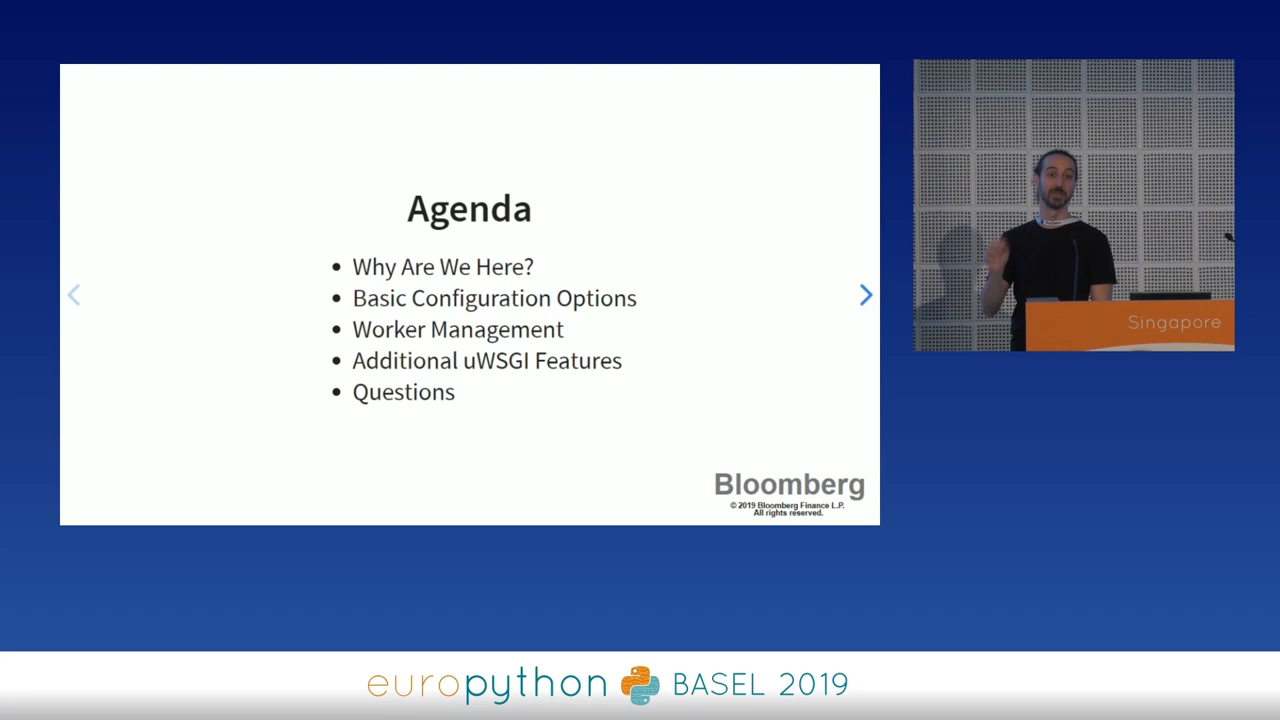 Agenda
Why Are We Here?
Basic Configuration Options
Worker Management
Additional uWSGI Features
Questions
Bloomberg
© 2019 Bloomberg Finance L.P.
All rights reserved.
Singapore
europython BASEL 2019